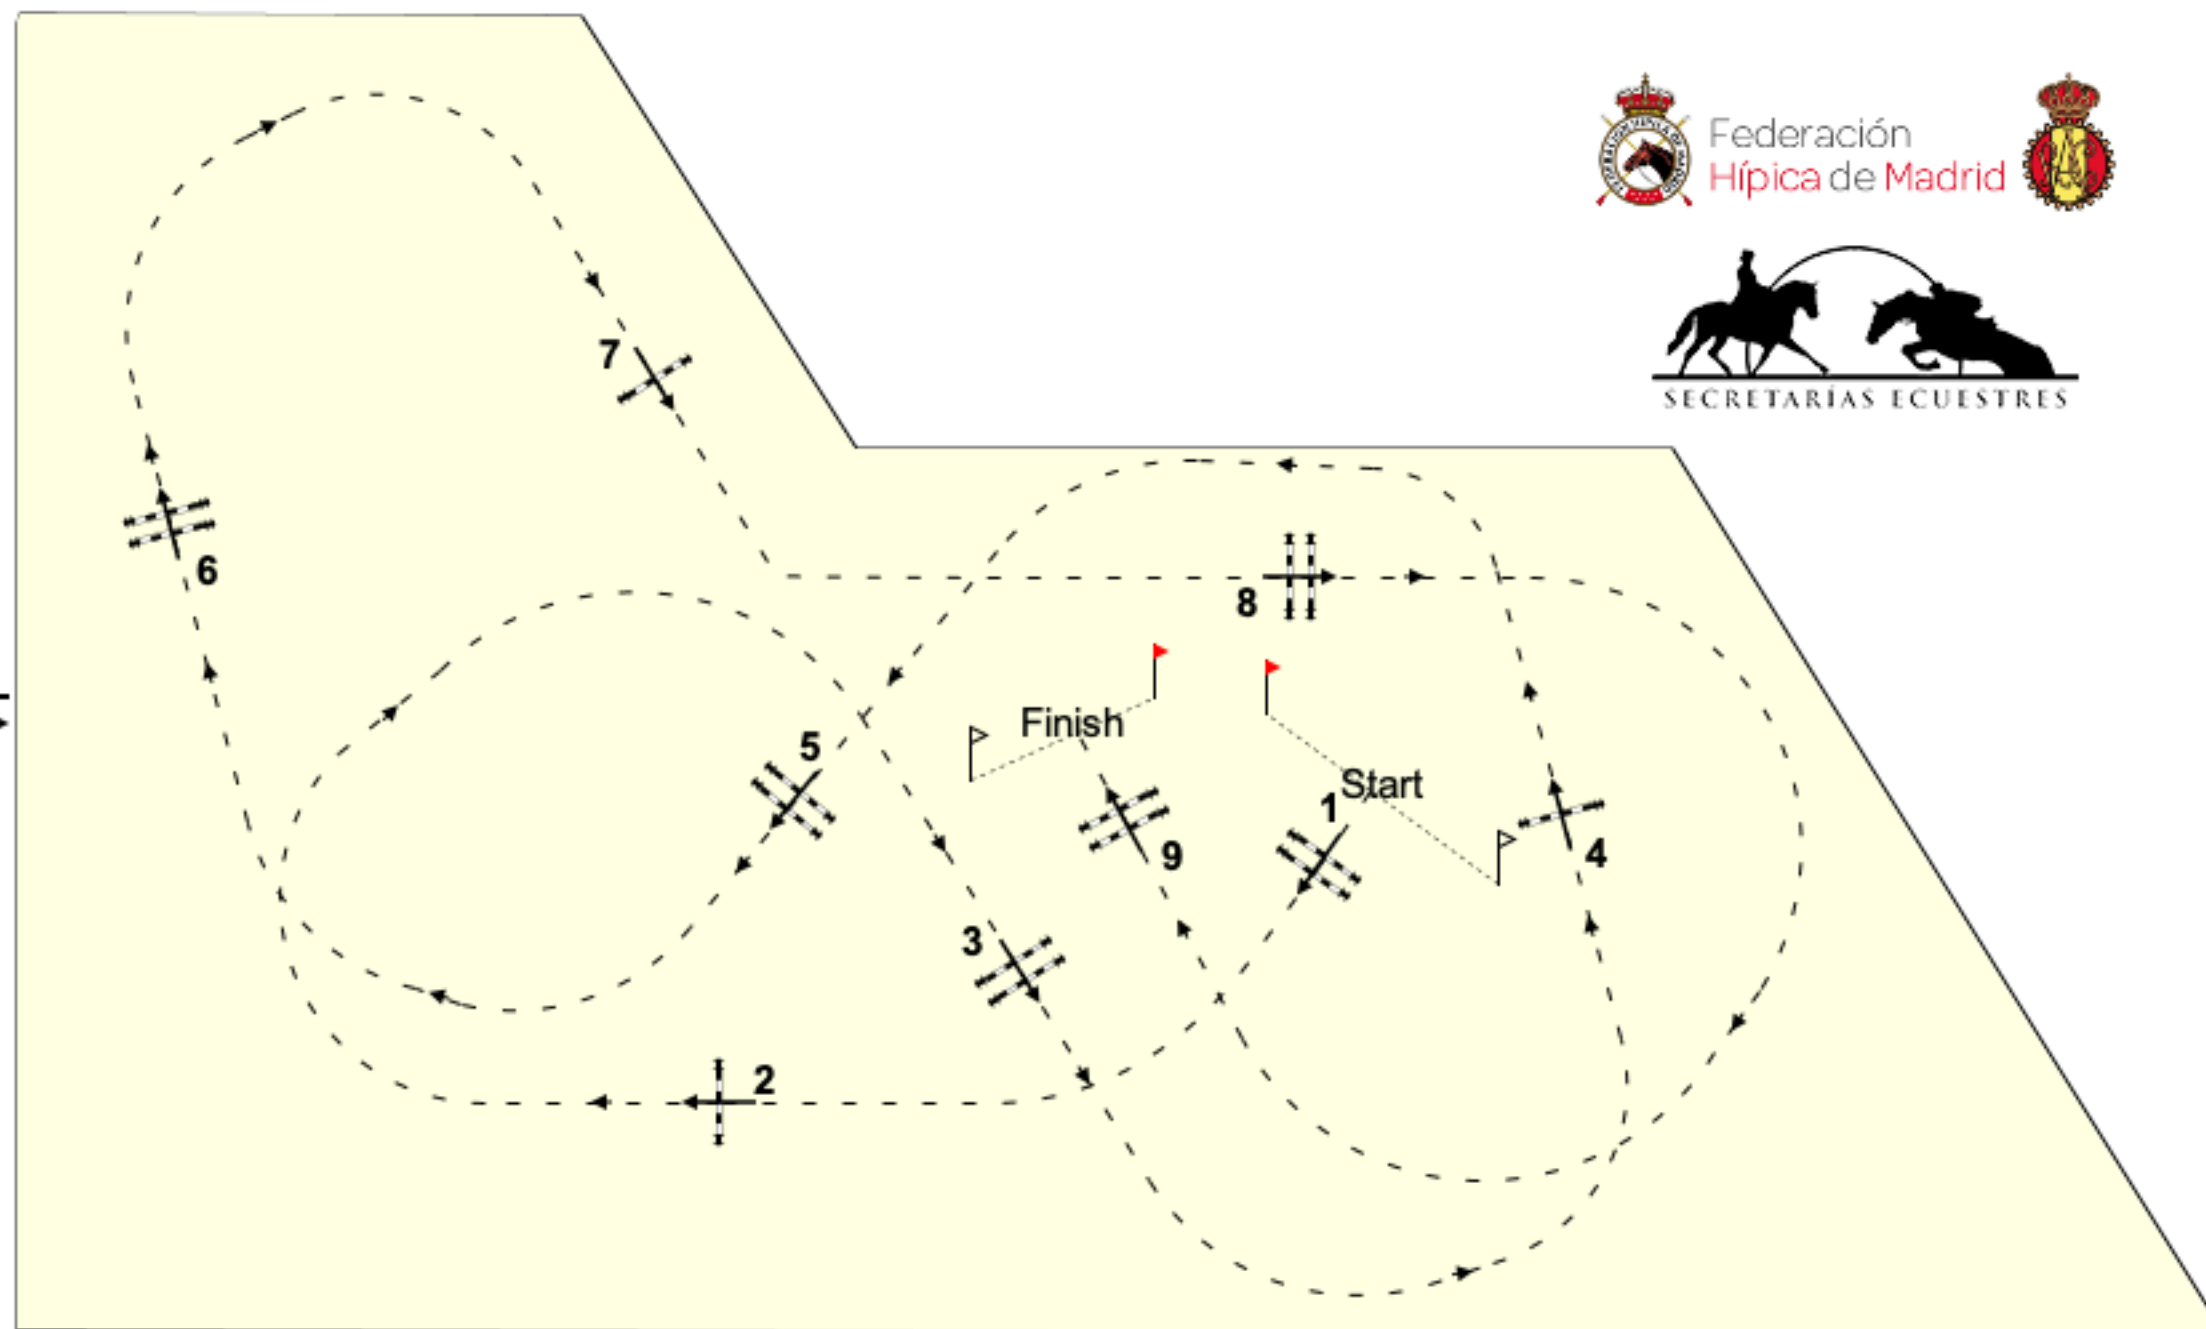 Federación
Hípica de Madrid
SECRETARÍAS ECUESTRES
7
6
8
Finish
5
Start
1
9
4
3
2